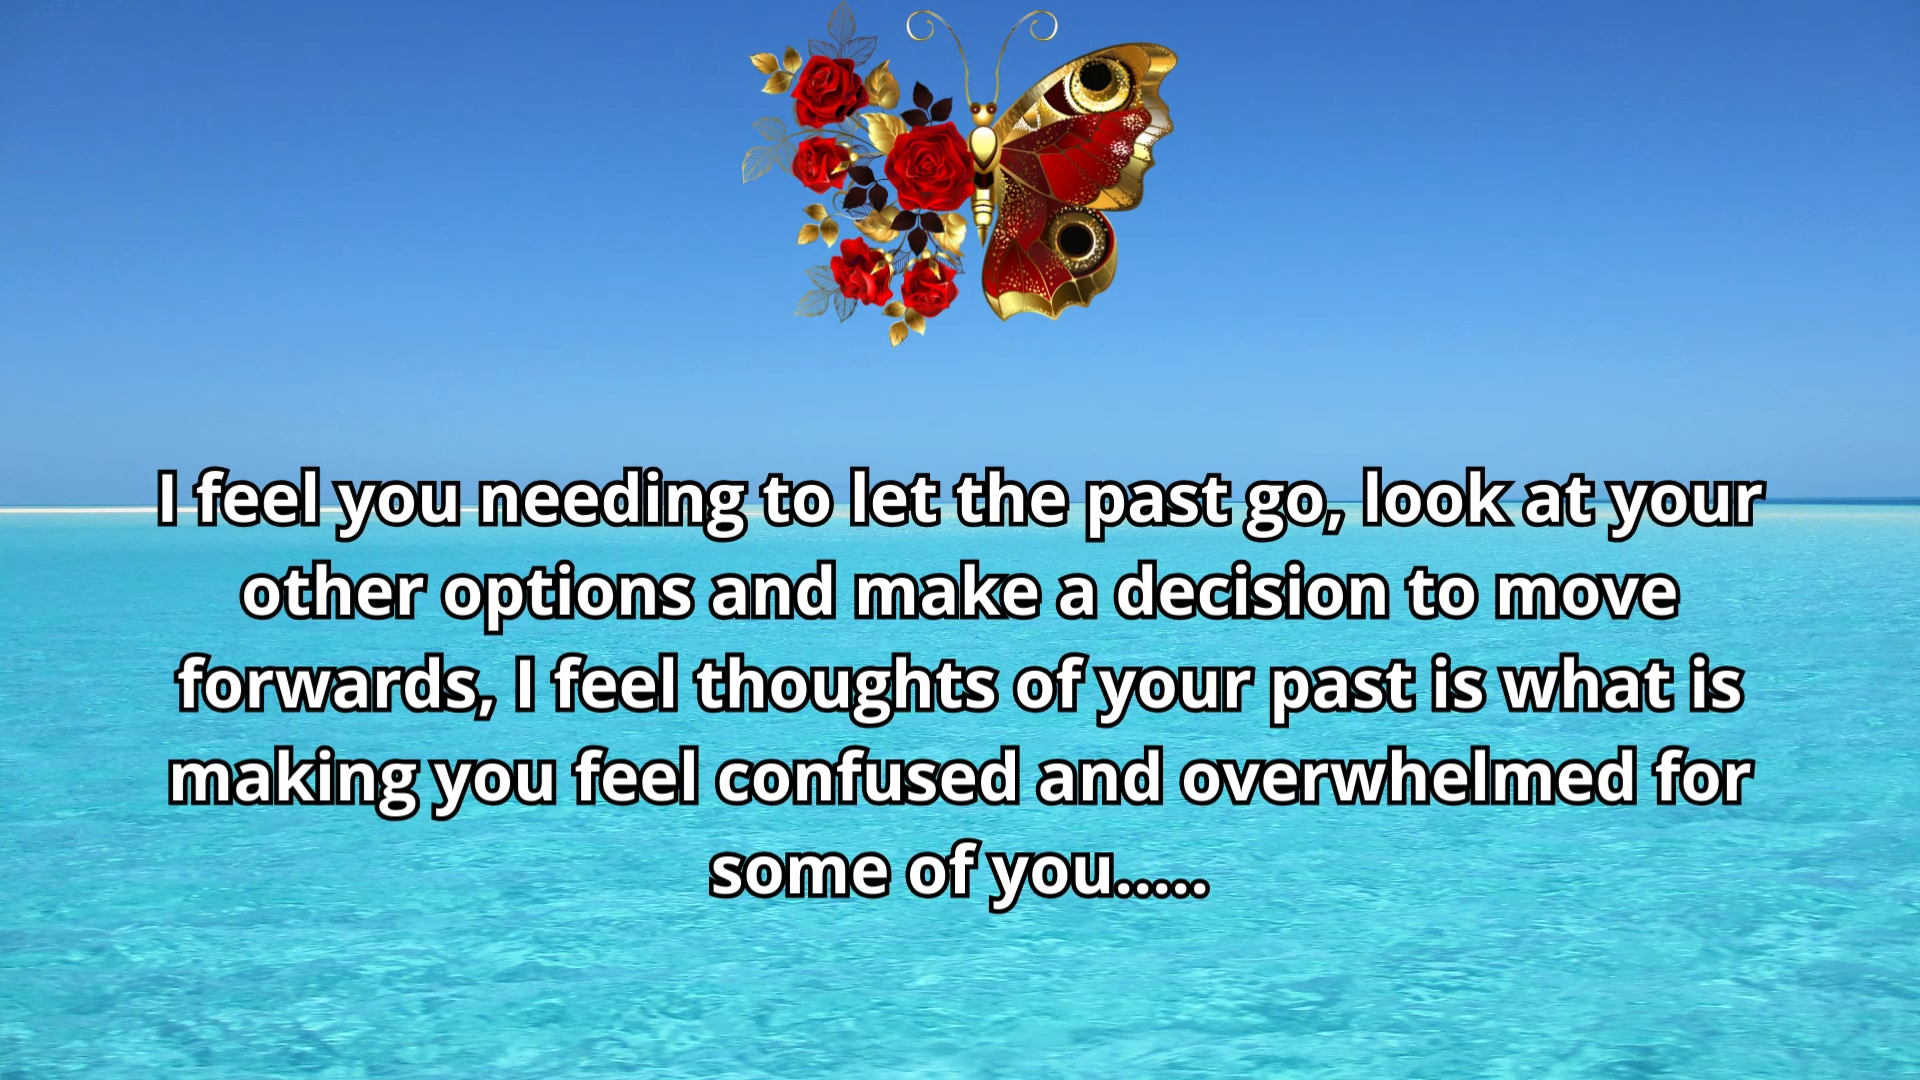 I feel you needing to let the past go, look at your
other options and make a decision to move
forwards, I feel thoughts of your past is what is
making you feel confused and overwhelmed for
some of you.....